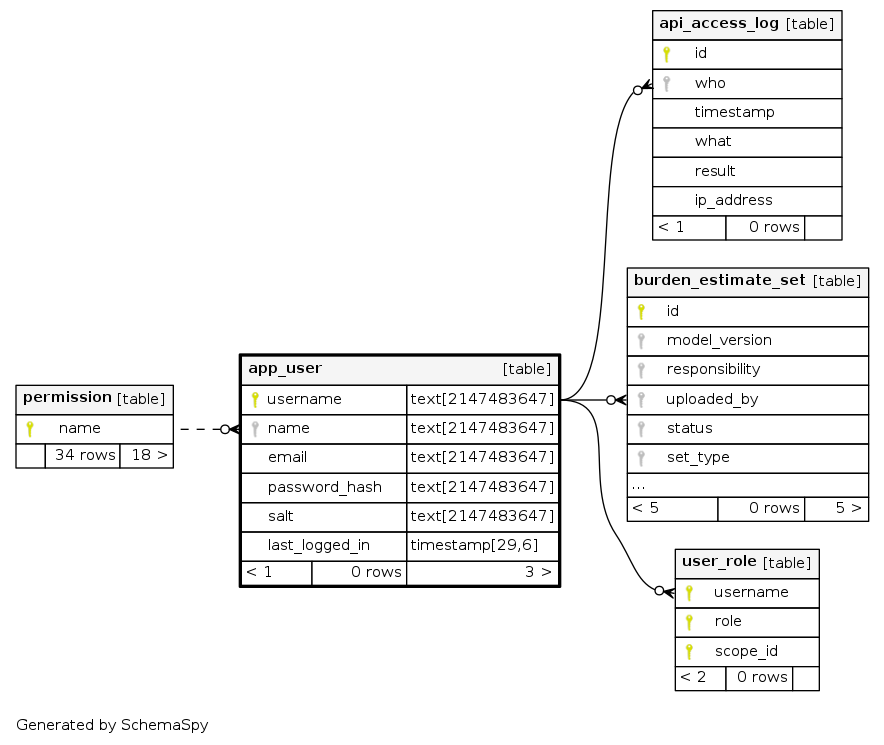 api_access_log [table]
id
who
timestamp
what
result
ip_address
< 1 0 rows
burden_estimate_set [table]
id
model_version
responsibility
uploaded_by
status
set_type
...
< 5 0 rows 5 >
app_user [table]
username text[2147483647]
name text[2147483647]
email text[2147483647]
password_hash text[2147483647]
salt text[2147483647]
last_logged_in timestamp[29,6]
< 1 0 rows 3 >
permission [table]
name
34 rows 18 >
user_role [table]
username
role
scope_id
< 2 0 rows
Generated by SchemaSpy